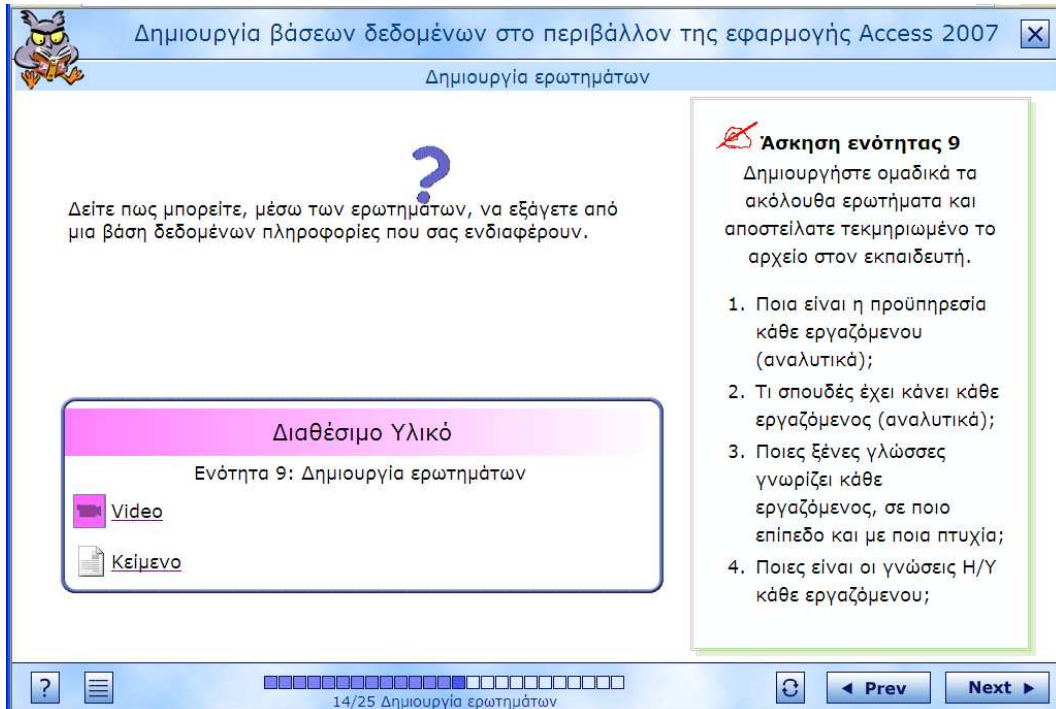 Δημιουργία βάσεων δεδομένων στο περιβάλλον της εφαρμογής Access 2007
Δημιουργία ερωτημάτων
?
Δείτε πως μπορείτε, μέσω των ερωτημάτων, να εξάγετε από
μια βάση δεδομένων πληροφορίες που σας ενδιαφέρουν.
Διαθέσιμο Υλικό
Ενότητα 9: Δημιουργία ερωτημάτων
Video
Κείμενο
Άσκηση ενότητας 9
Δημιουργήστε ομαδικά τα
ακόλουθα ερωτήματα και
αποστείλατε τεκμηριωμένο το
αρχείο στον εκπαιδευτή.
1. Ποια είναι η προϋπηρεσία
κάθε εργαζόμενου
(αναλυτικά);
2. Τι σπουδές έχει κάνει κάθε
εργαζόμενος (αναλυτικά);
3. Ποιες ξένες γλώσσες
γνωρίζει κάθε
εργαζόμενος, σε ποιο
επίπεδο και με ποια πτυχία;
4. Ποιες είναι οι γνώσεις Η/Υ
κάθε εργαζόμενου;
?
14/25 Δημιουργία ερωτημάτων
Prev
Next